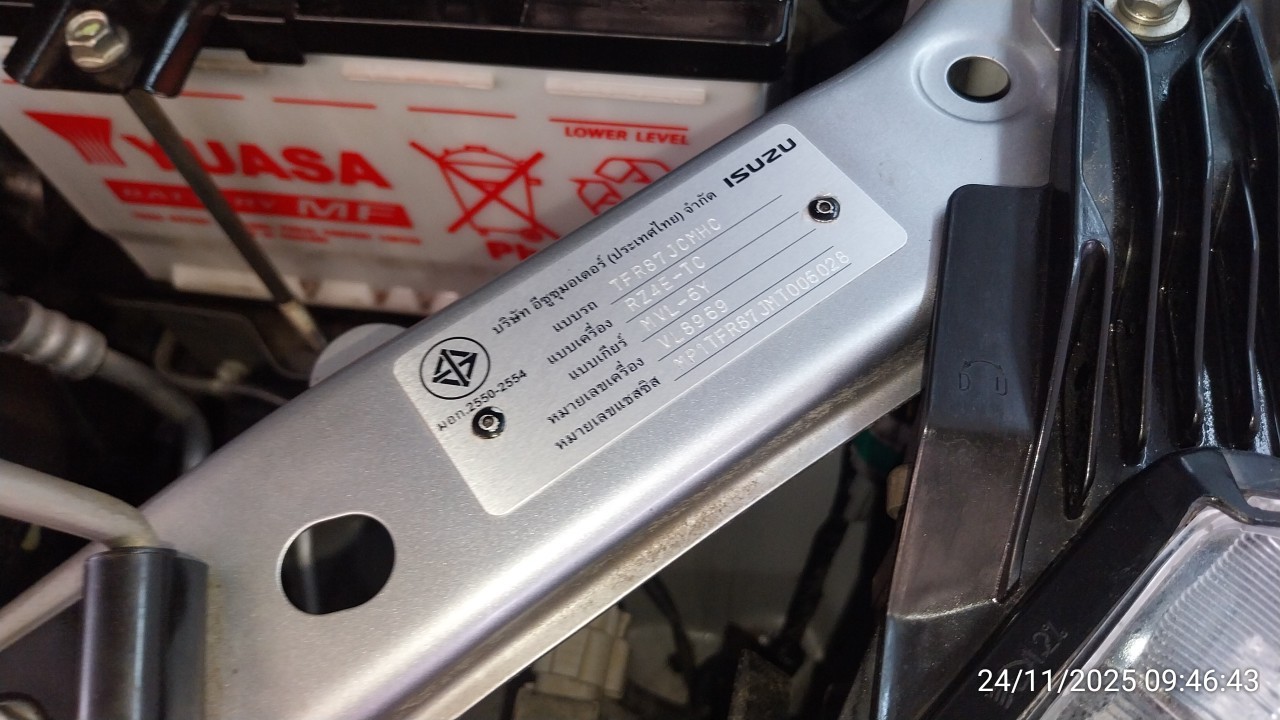 YUASA
BATTERY MF
LOWER LEVEL
Pb
ISUZU
บริษัท อีซูซุมอเตอร์ (ประเทศไทย) จำกัด
แบบรถ TFR87JCMHC
แบบเครื่อง RZ4E-TC
แบบเกียร์ MVL-6Y
หมายเลขเครื่อง VL8969
หมายเลขแชสซิส MP1TFR87JMT006028
มอก.2550-2554
24/11/2025 09:46:43